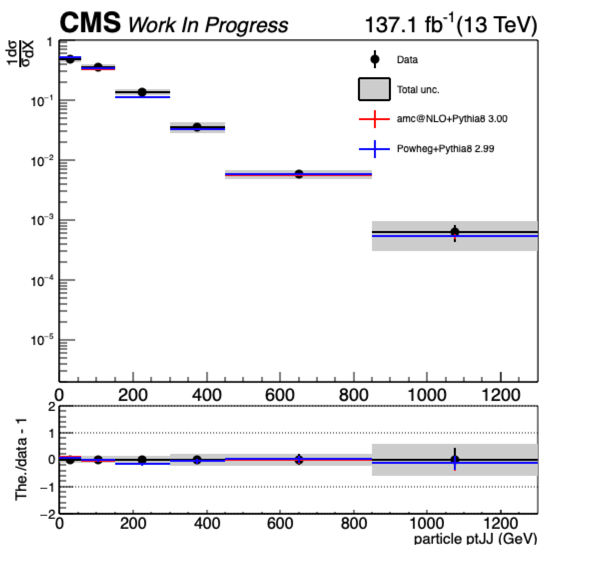 CMS Work In Progress 137.1 fb⁻¹(13 TeV)
1 dσ
σ dX
1
10⁻¹
10⁻²
10⁻³
10⁻⁴
10⁻⁵
Data
Total unc.
amc@NLO+Pythia8 3.00
Powheg+Pythia8 2.99
0 200 400 600 800 1000 1200
The./data - 1
2
1
0
−1
−2
0 200 400 600 800 1000 1200
particle ptJJ (GeV)